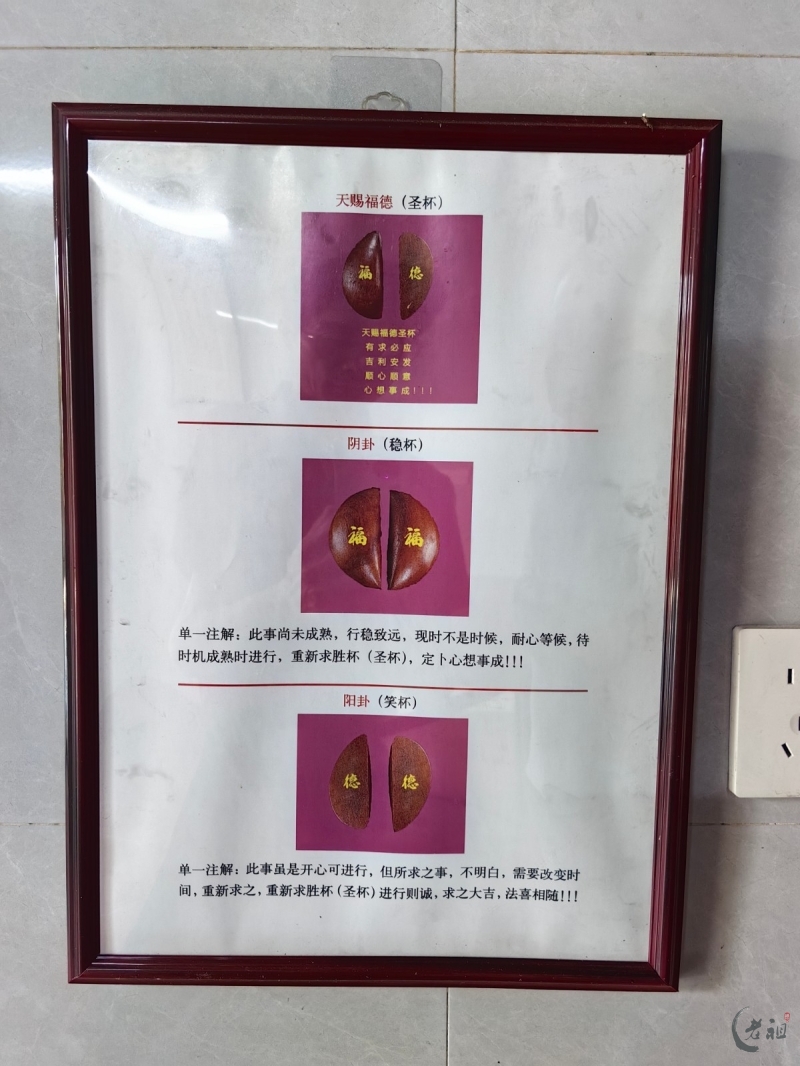 天赐福德（圣杯）
福 德
天赐福德圣杯
有求必应
吉利安发
顺心顺意
心想事成!!!
阴卦（稳杯）
福 福
单一注解：此事尚未成熟，行稳致远，现时不是时候，耐心等候，待
时机成熟时进行，重新求胜杯（圣杯），定卜心想事成!!!
阳卦（笑杯）
德 德
单一注解：此事虽是开心可进行，但所求之事，不明白，需要改变时
间，重新求之，重新求胜杯（圣杯）进行则诚，求之大吉，法喜相随!!!
老祖